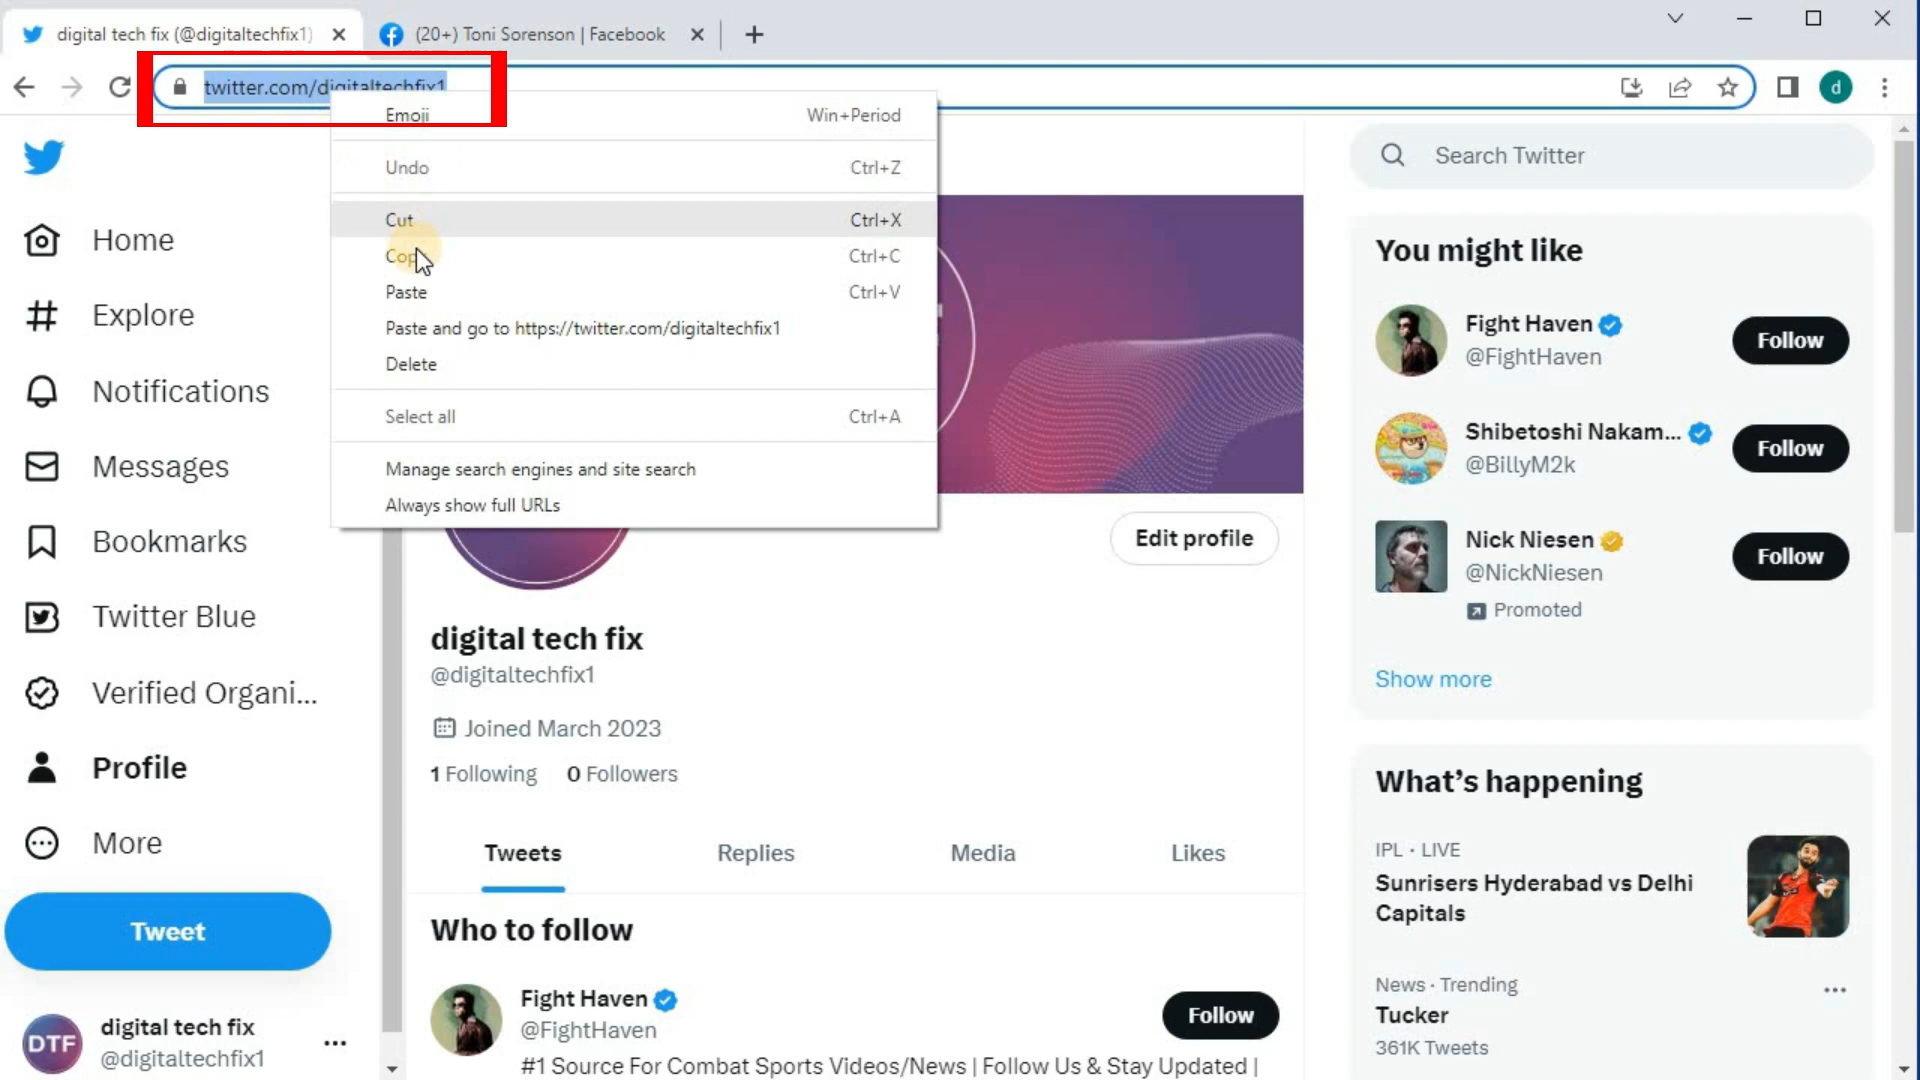 digital tech fix (@digitaltechfix1)
(20+) Toni Sorenson | Facebook
twitter.com/digitaltechfix1
d
Emoji Win+Period
Undo Ctrl+Z
Cut Ctrl+X
Copy Ctrl+C
Paste Ctrl+V
Paste and go to https://twitter.com/digitaltechfix1
Delete
Select all Ctrl+A
Manage search engines and site search
Always show full URLs
Home
Explore
Notifications
Messages
Bookmarks
Twitter Blue
Verified Organi...
Profile
More
Tweet
DTF
digital tech fix
@digitaltechfix1
Edit profile
digital tech fix
@digitaltechfix1
Joined March 2023
1 Following 0 Followers
Tweets Replies Media Likes
Who to follow
Fight Haven
@FightHaven
Follow
#1 Source For Combat Sports Videos/News | Follow Us & Stay Updated |
Search Twitter
You might like
Fight Haven
@FightHaven
Follow
Shibetoshi Nakam...
@BillyM2k
Follow
Nick Niesen
@NickNiesen
Follow
Promoted
Show more
What's happening
IPL · LIVE
Sunrisers Hyderabad vs Delhi
Capitals
News · Trending
Tucker
361K Tweets